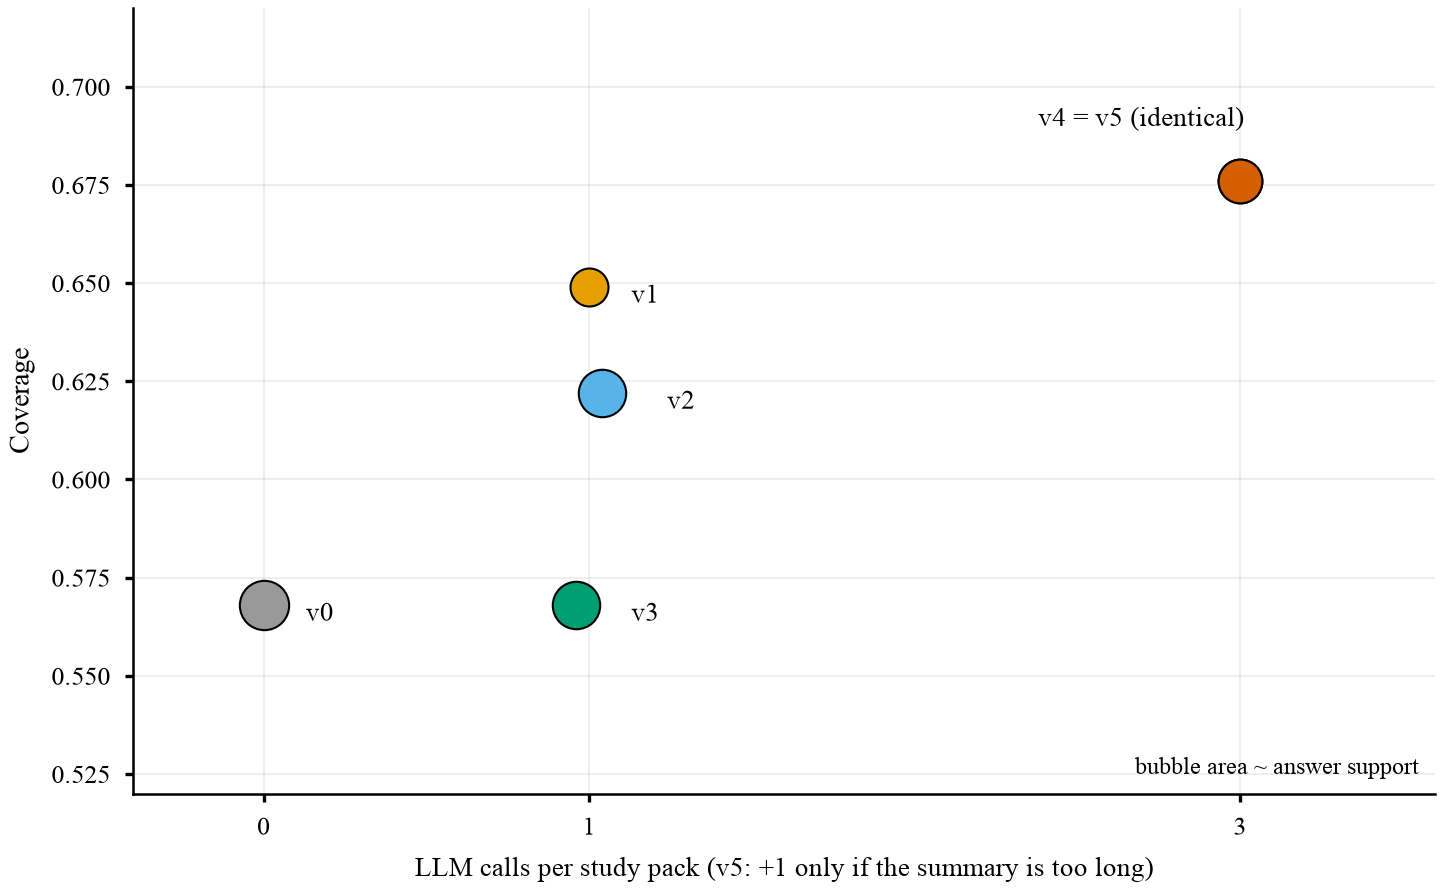 0.700
v4 = v5 (identical)
0.675
0.650
v1
0.625
v2
Coverage
0.600
0.575
v0
v3
0.550
0.525
bubble area ~ answer support
0
1
3
LLM calls per study pack (v5: +1 only if the summary is too long)